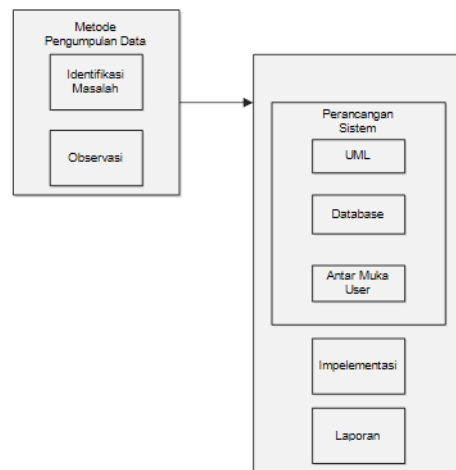 Metode
Pengumpulan Data
Identifikasi
Masalah
Observasi
Perancangan
Sistem
UML
Database
Antar Muka
User
Impelementasi
Laporan